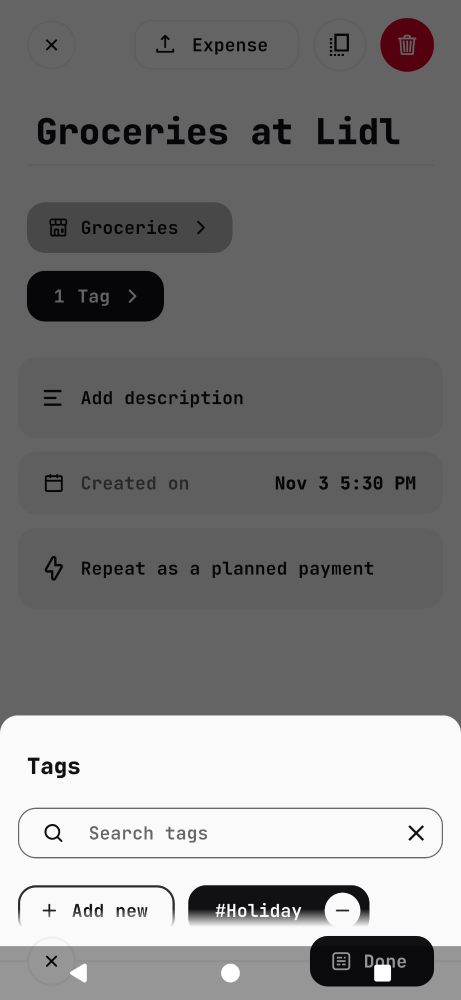 Expense
Groceries at Lidl
Groceries
1 Tag
Add description
Created on Nov 3 5:30 PM
Repeat as a planned payment
Tags
Search tags
Add new #Holiday
Done